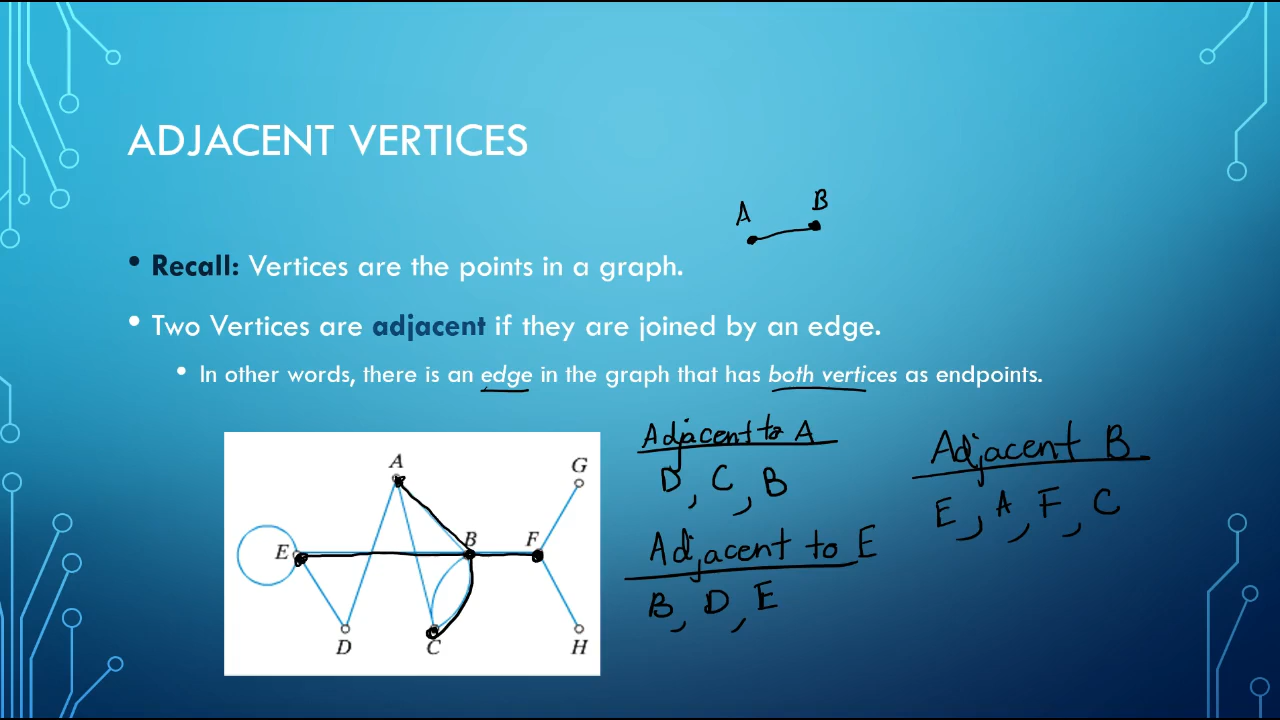 ADJACENT VERTICES
A B
• Recall: Vertices are the points in a graph.
• Two Vertices are adjacent if they are joined by an edge.
• In other words, there is an edge in the graph that has both vertices as endpoints.
Adjacent to A
D, C, B
Adjacent B
E, A, F, C
Adjacent to E
B, D, E
A
G
E
B
F
D
C
H